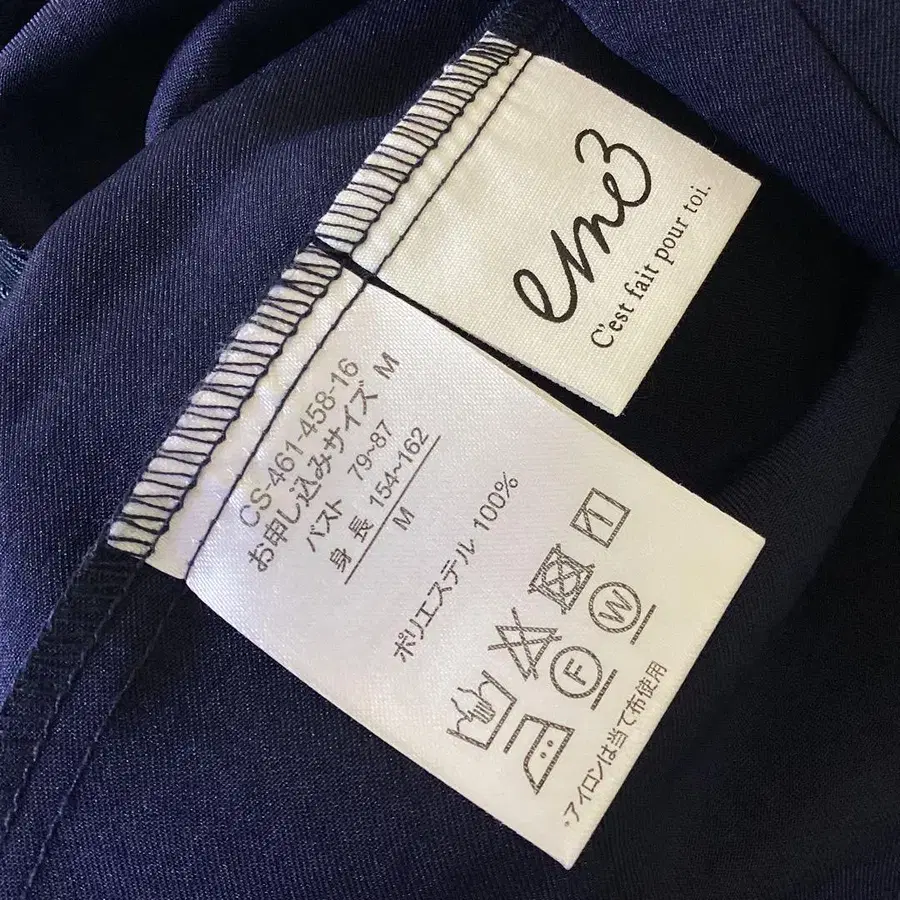 eme3
C'est fait pour toi.
CS-461-458-16
お申し込みサイズ M
バスト 79~87
身長 154~162
M
ポリエステル 100%
F
W
・アイロンは当て布使用